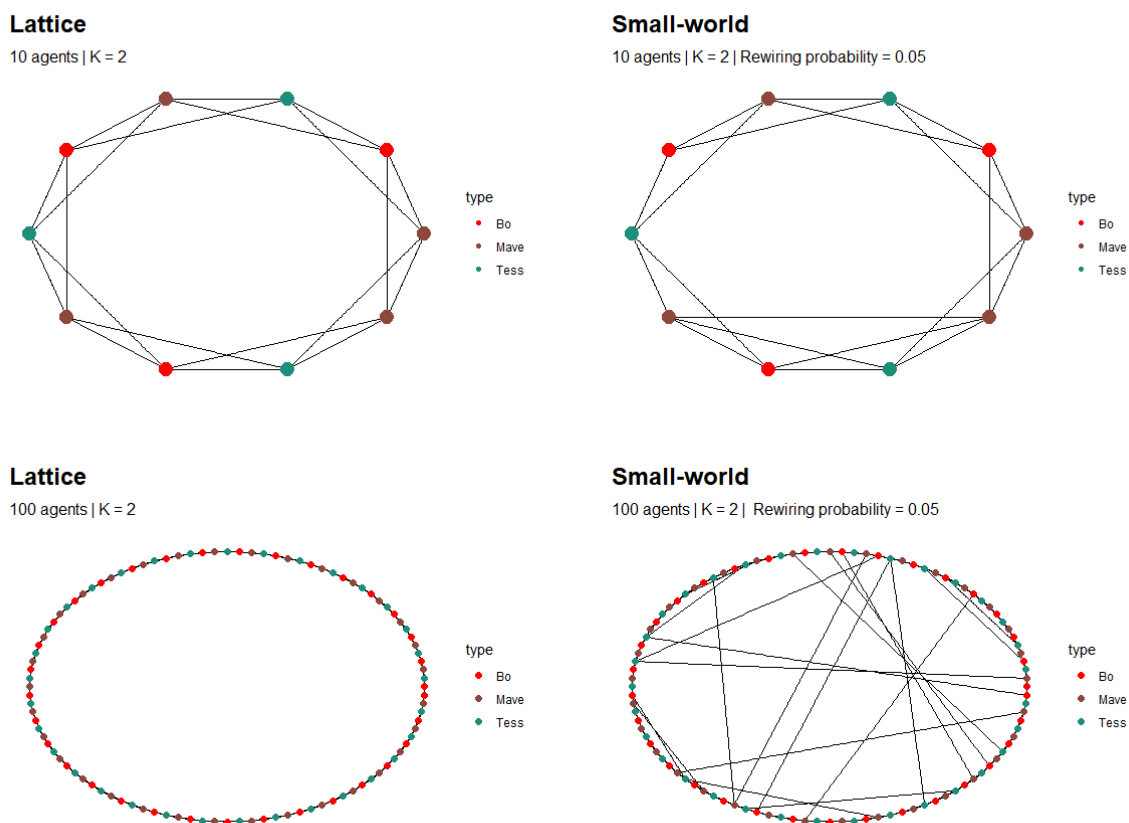 Lattice
10 agents | K = 2
type
Bo
Mave
Tess
Small-world
10 agents | K = 2 | Rewiring probability = 0.05
type
Bo
Mave
Tess
Lattice
100 agents | K = 2
type
Bo
Mave
Tess
Small-world
100 agents | K = 2 |  Rewiring probability = 0.05
type
Bo
Mave
Tess